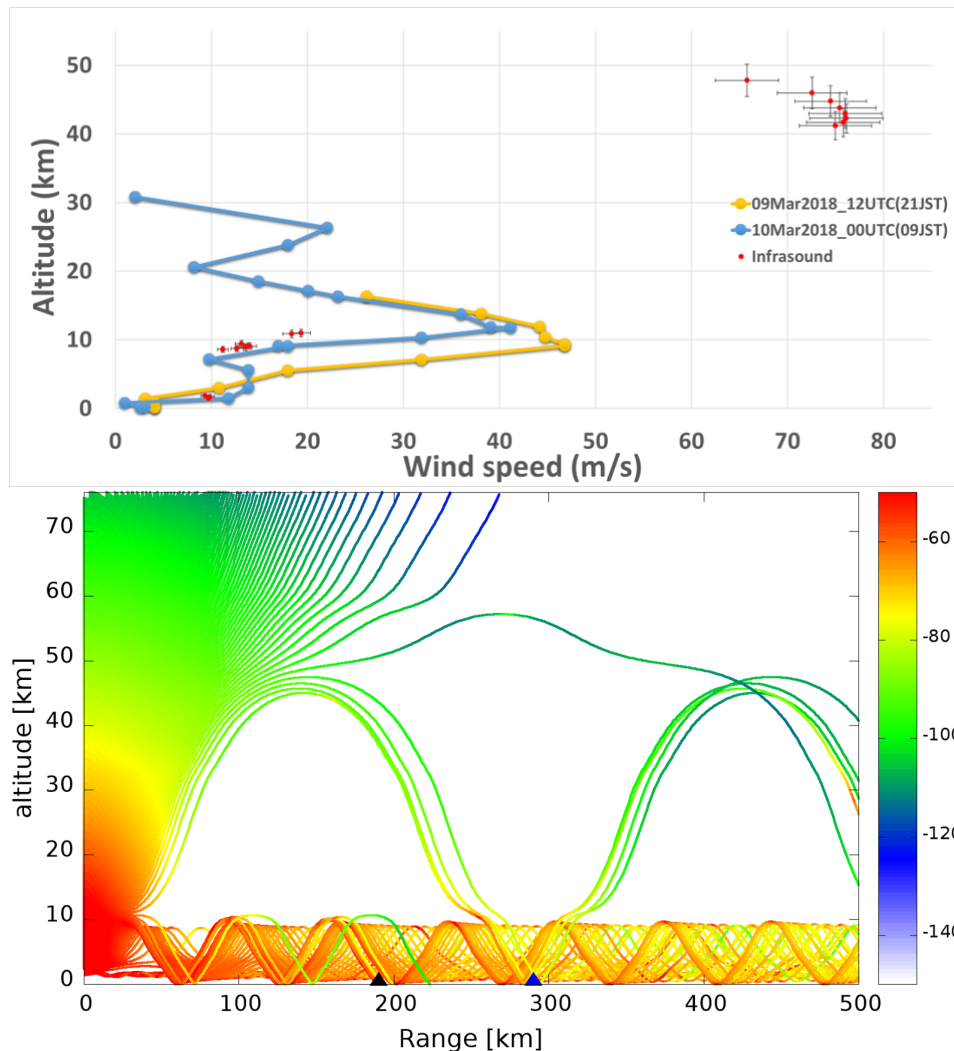 Altitude (km)
50
40
30
20
10
0
09Mar2018_12UTC(21JST)
10Mar2018_00UTC(09JST)
Infrasound
0 10 20 30 40 50 60 70 80
Wind speed (m/s)
altitude [km]
70
60
50
40
30
20
10
0
0 100 200 300 400 500
Range [km]
-60
-80
-100
-120
-140